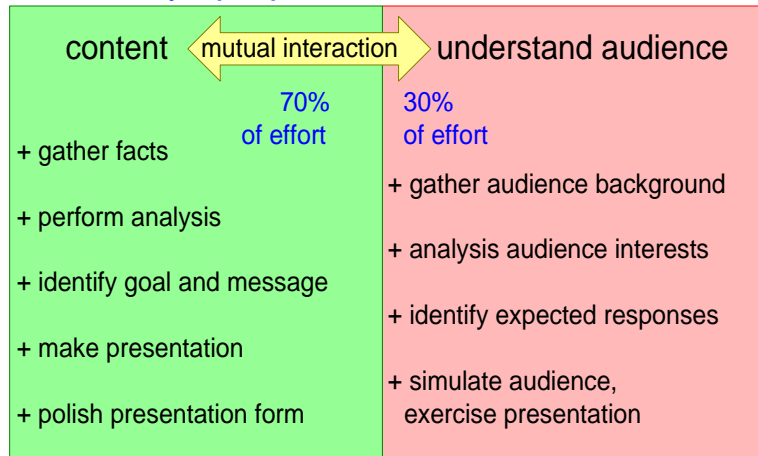 content
mutual interaction
understand audience
70%
of effort
+ gather facts
+ perform analysis
+ identify goal and message
+ make presentation
+ polish presentation form
30%
of effort
+ gather audience background
+ analysis audience interests
+ identify expected responses
+ simulate audience,
exercise presentation